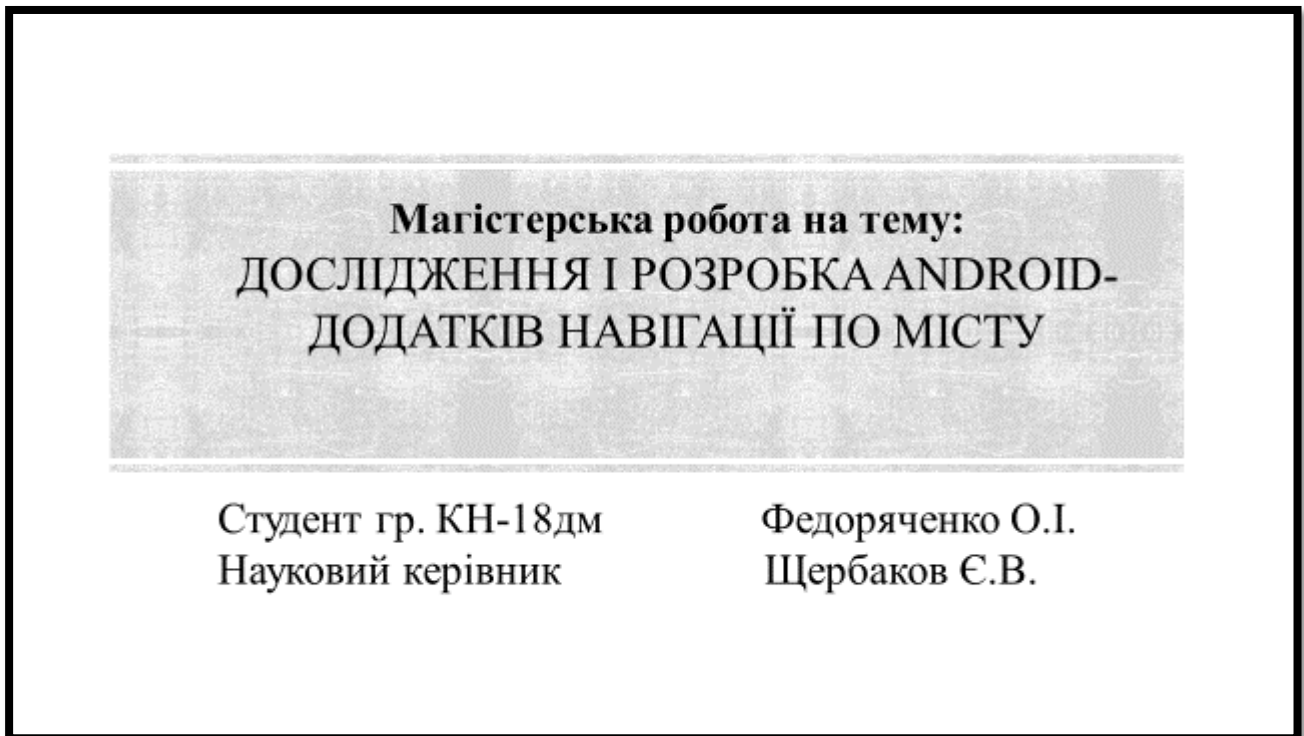 Магістерська робота на тему:
ДОСЛІДЖЕННЯ І РОЗРОБКА ANDROID-
ДОДАТКІВ НАВІГАЦІЇ ПО МІСТУ
Студент гр. КН-18дм Федоряченко О.І.
Науковий керівник Щербаков Є.В.